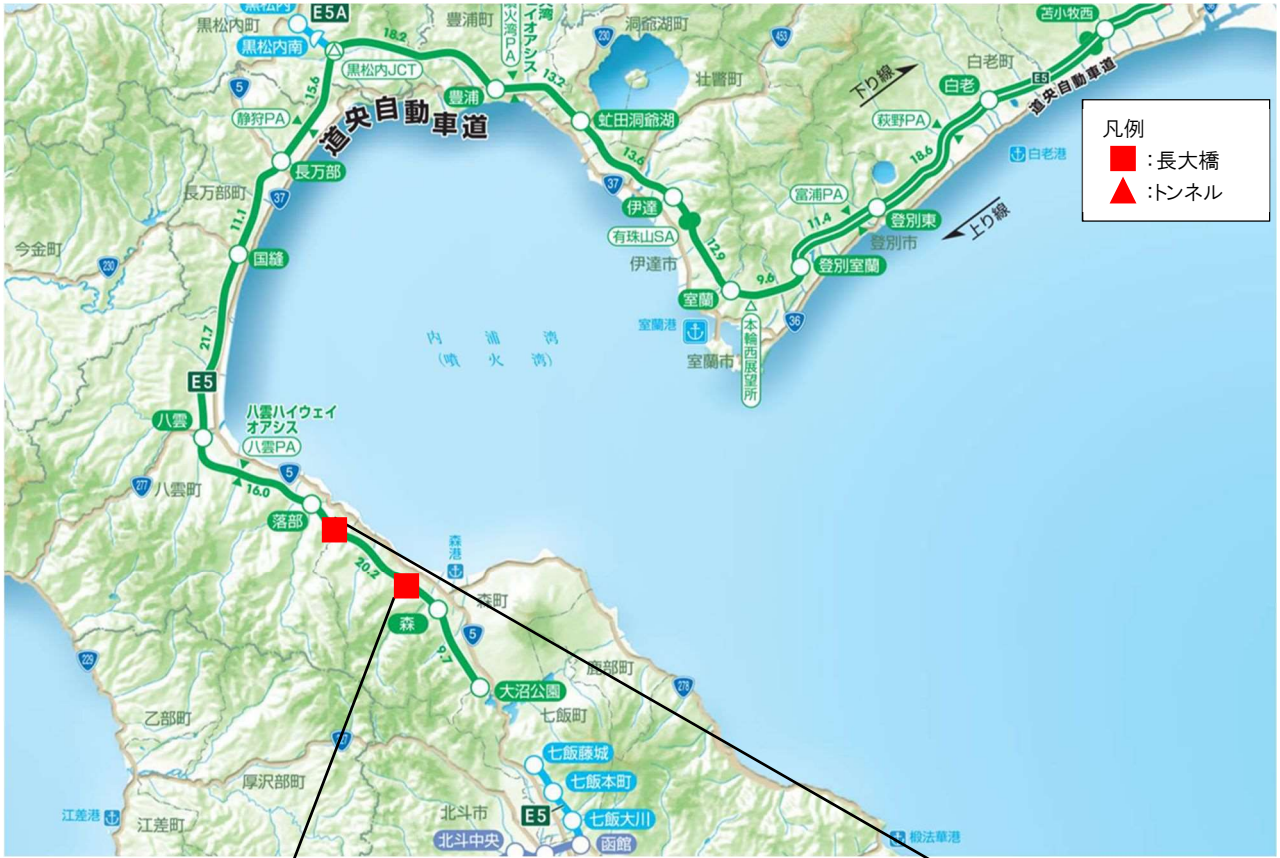 黒松内町
E5A
豊浦町
黒松内南
黒松内JCT
18.2
5
15.6
静狩PA
長万部
長万部町
37
11.1
国縫
今金町
230
21.7
E5
八雲
八雲ハイウェイ
オアシス
八雲PA
5
277
八雲町
16.0
落部
20.2
森
森港
森町
5
9.7
大沼公園
鹿部町
278
七飯町
229
乙部町
厚沢部町
江差港
江差町
七飯藤城
七飯本町
E5
七飯大川
北斗市
北斗中央
函館
椴法華港
道央自動車道
豊浦
13.2
230
洞爺湖町
453
壮瞥町
虻田洞爺湖
13.6
37
伊達
有珠山SA
伊達市
12.9
室蘭
室蘭港
室蘭市
本輪西展望所
9.6
36
登別室蘭
11.4
富浦PA
登別東
登別市
18.6
萩野PA
白老
白老町
白老港
E5
道央自動車道
苫小牧西
36
下り線
上り線
内浦湾
(噴火湾)
凡例
:長大橋
:トンネル